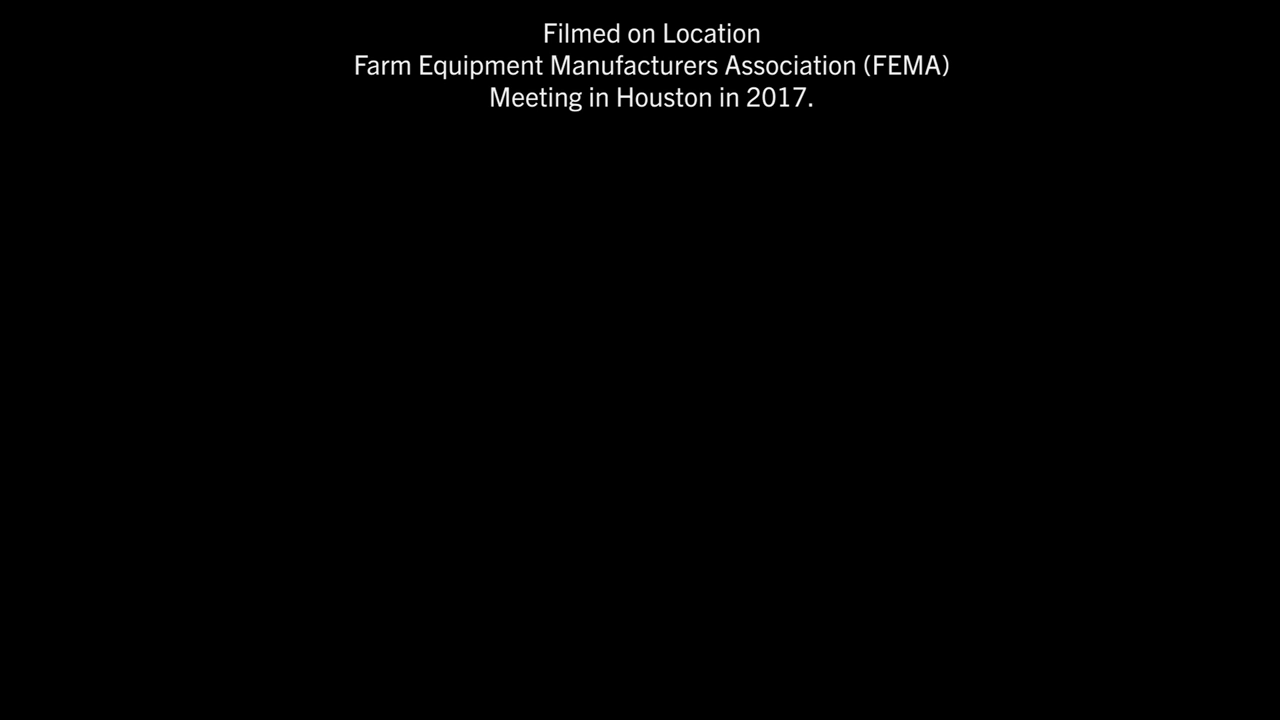 Filmed on Location
Farm Equipment Manufacturers Association (FEMA)
Meeting in Houston in 2017.